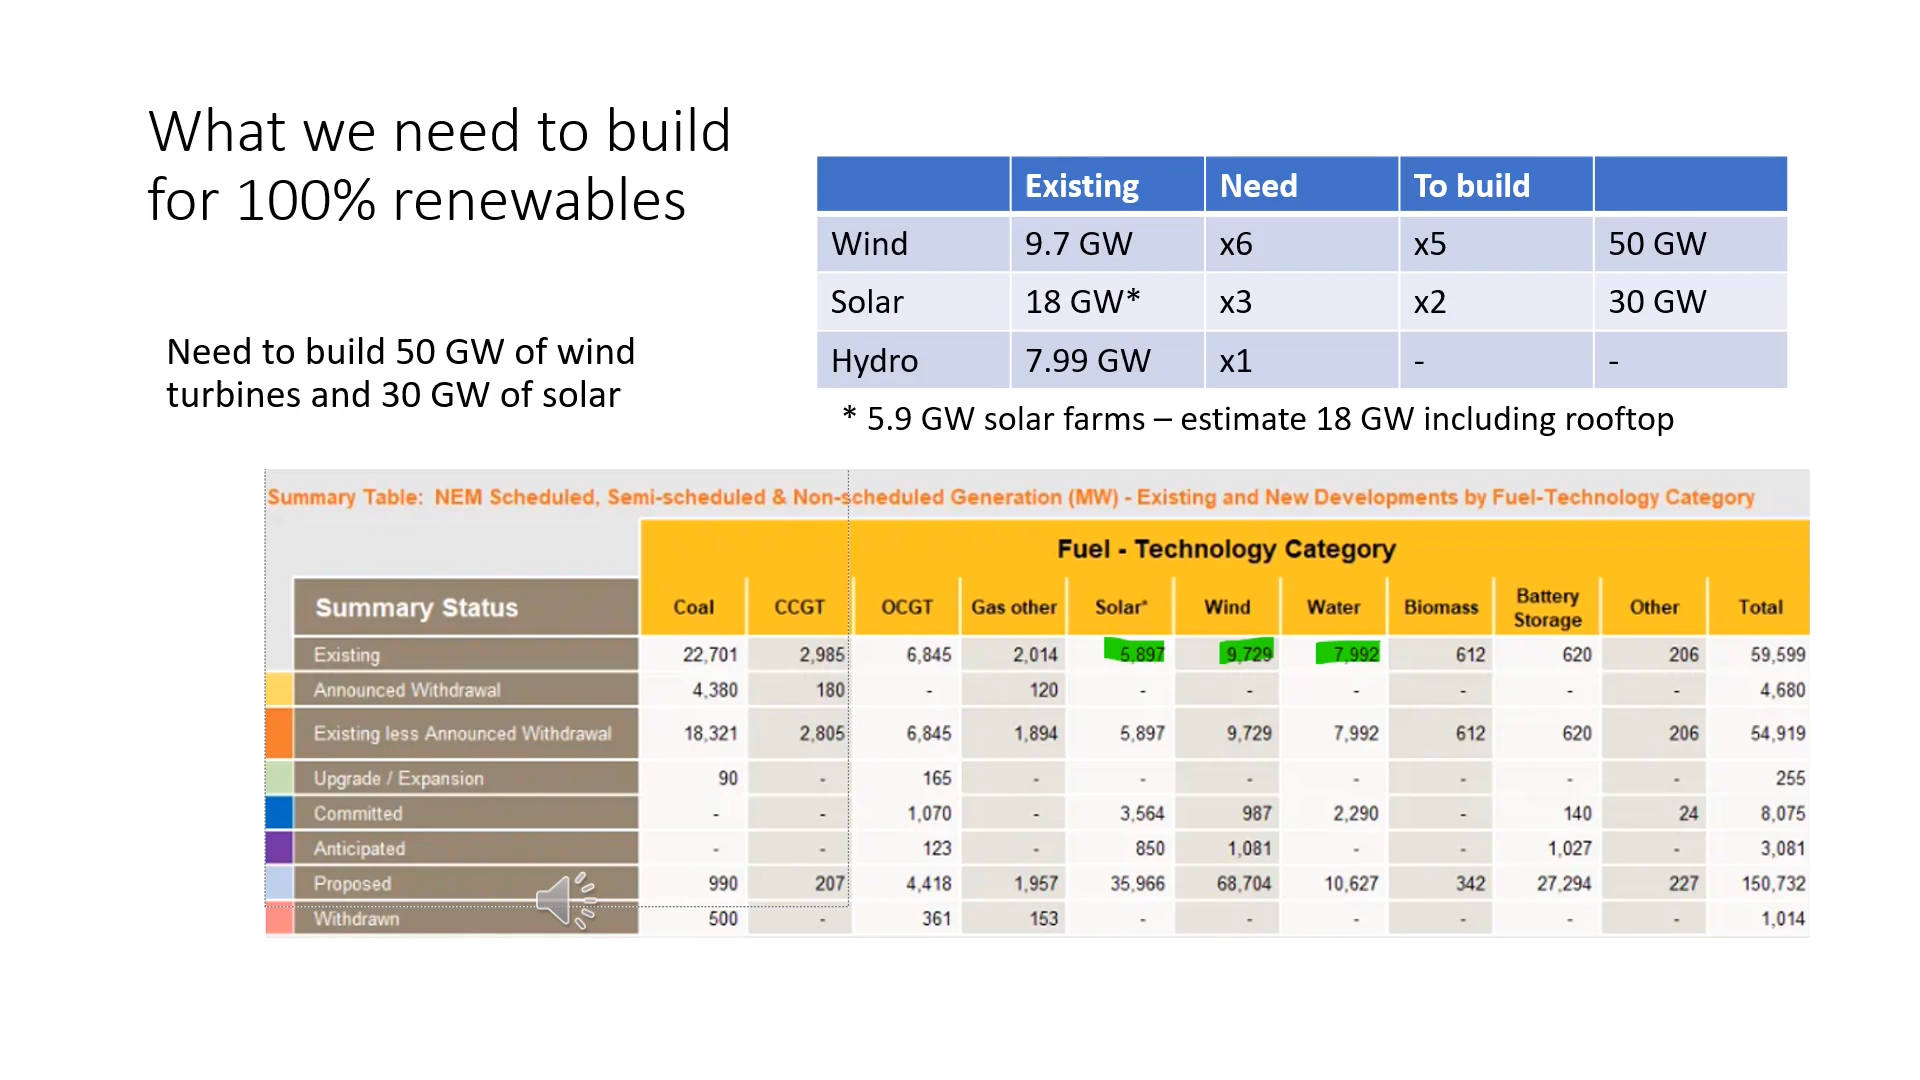 What we need to build
for 100% renewables
Need to build 50 GW of wind
turbines and 30 GW of solar
Existing Need To build
Wind 9.7 GW x6 x5 50 GW
Solar 18 GW* x3 x2 30 GW
Hydro 7.99 GW x1 - -
* 5.9 GW solar farms – estimate 18 GW including rooftop
Summary Table: NEM Scheduled, Semi-scheduled & Non-scheduled Generation (MW) - Existing and New Developments by Fuel-Technology Category
Fuel - Technology Category
Summary Status Coal CCGT OCGT Gas other Solar* Wind Water Biomass Battery Storage Other Total
Existing 22,701 2,985 6,845 2,014 5,897 9,729 7,992 612 620 206 59,599
Announced Withdrawal 4,380 180 - 120 - - - - - - 4,680
Existing less Announced Withdrawal 18,321 2,805 6,845 1,894 5,897 9,729 7,992 612 620 206 54,919
Upgrade / Expansion 90 - 165 - - - - - - - 255
Committed - - 1,070 - 3,564 987 2,290 - 140 24 8,075
Anticipated - - 123 - 850 1,081 - - 1,027 - 3,081
Proposed 990 207 4,418 1,957 35,966 68,704 10,627 342 27,294 227 150,732
Withdrawn 500 - 361 153 - - - - - - 1,014